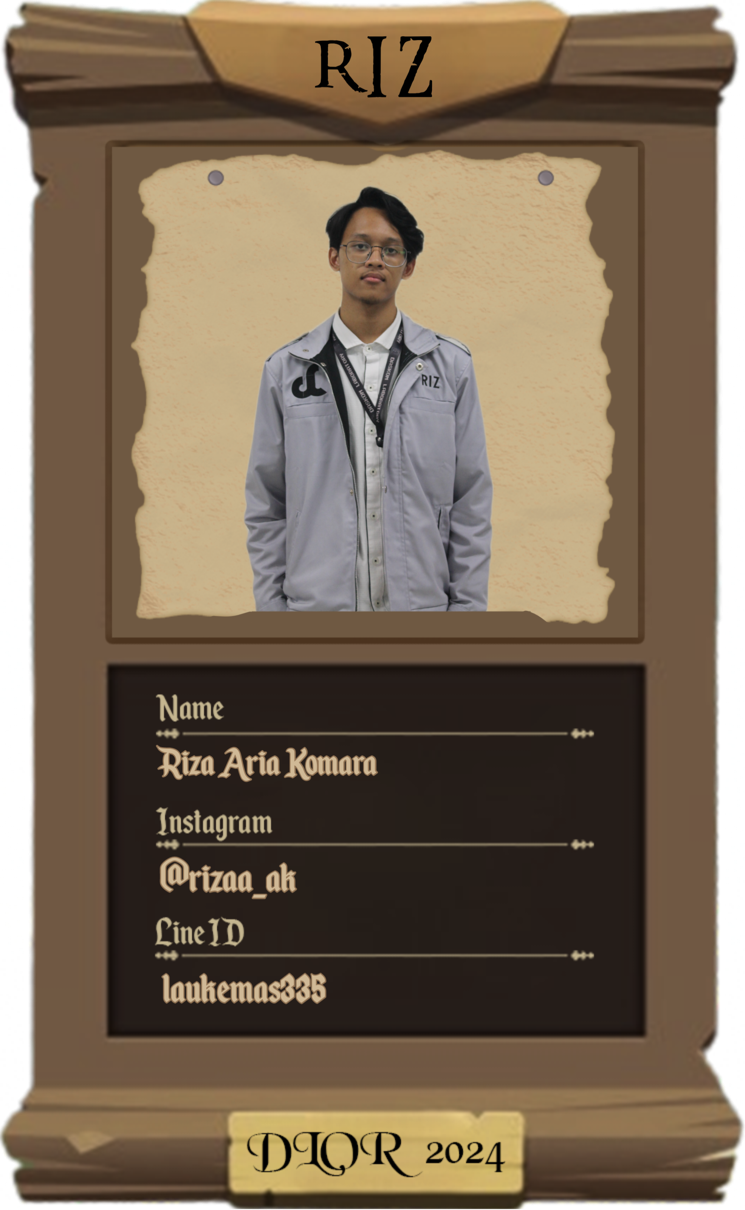 RIZ
RIZ
Name
Riza Aria Komara
Instagram
@rizaa_ak
Line ID
laukemas335
DLOR 2024